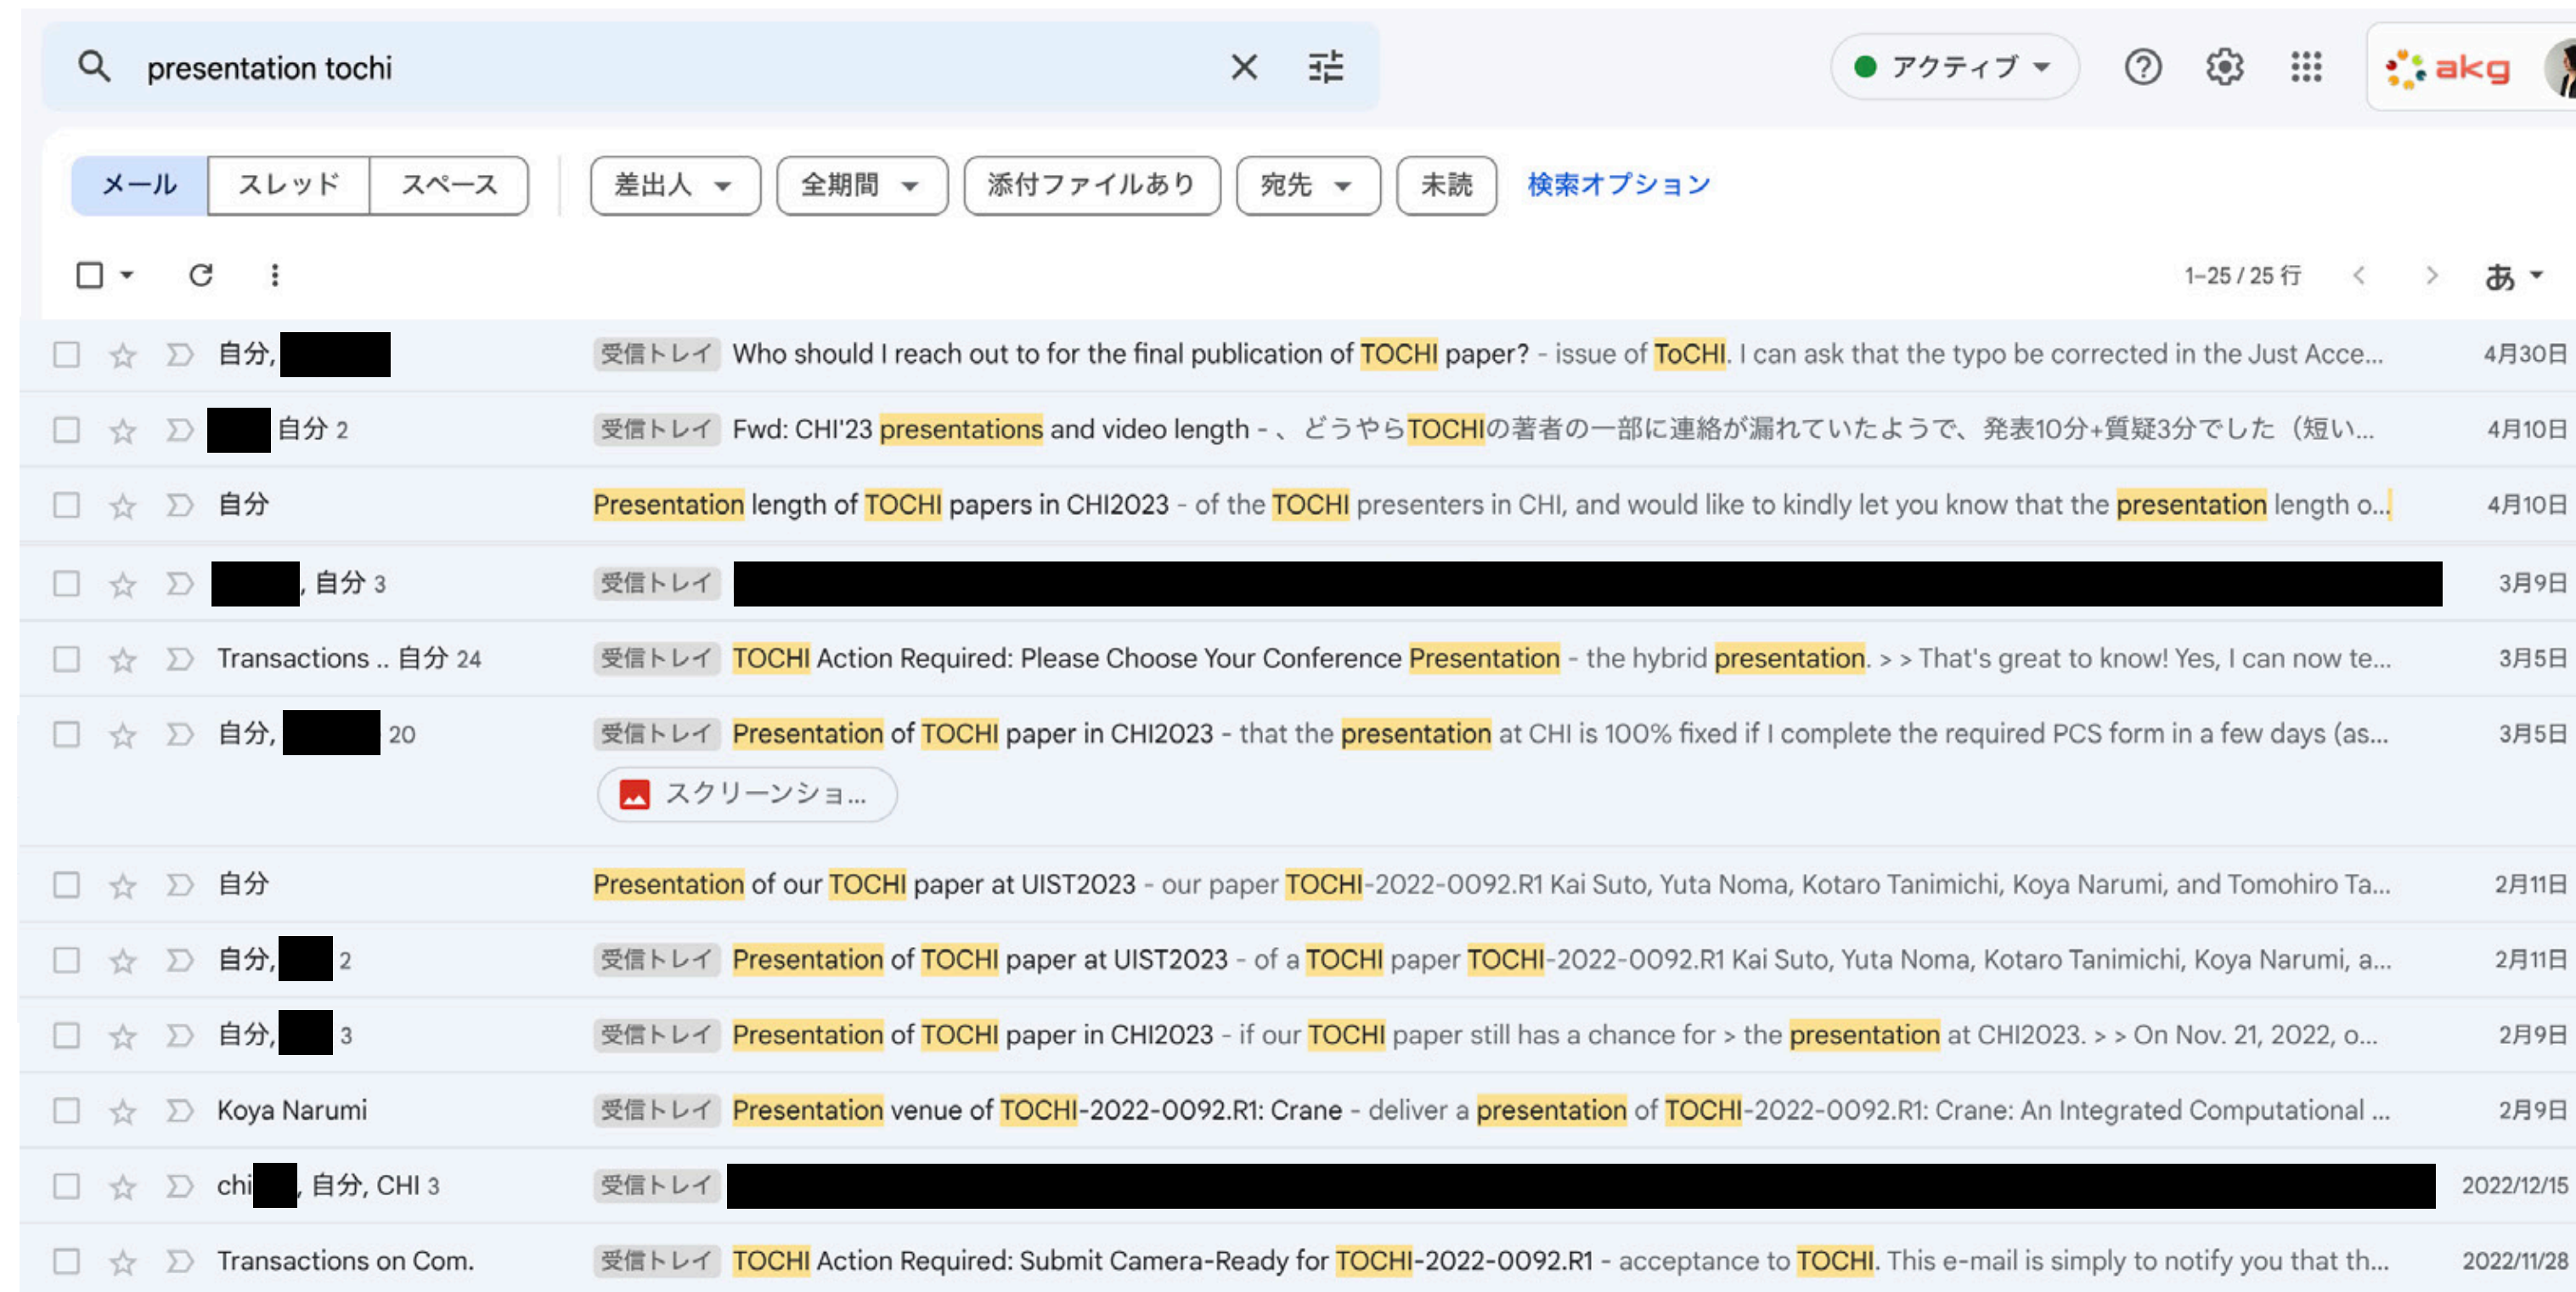 presentation tochi
アクティブ
akg
メール スレッド スペース 差出人 全期間 添付ファイルあり 宛先 未読 検索オプション
1–25 / 25 行 あ
自分, 受信トレイ Who should I reach out to for the final publication of TOCHI paper? - issue of ToCHI. I can ask that the typo be corrected in the Just Acce... 4月30日
自分 2 受信トレイ Fwd: CHI'23 presentations and video length - 、どうやらTOCHIの著者の一部に連絡が漏れていたようで、発表10分+質疑3分でした（短い... 4月10日
自分 Presentation length of TOCHI papers in CHI2023 - of the TOCHI presenters in CHI, and would like to kindly let you know that the presentation length o... 4月10日
, 自分 3 受信トレイ 3月9日
Transactions .. 自分 24 受信トレイ TOCHI Action Required: Please Choose Your Conference Presentation - the hybrid presentation. > > That's great to know! Yes, I can now te... 3月5日
自分, 20 受信トレイ Presentation of TOCHI paper in CHI2023 - that the presentation at CHI is 100% fixed if I complete the required PCS form in a few days (as... 3月5日
スクリーンショ...
自分 Presentation of our TOCHI paper at UIST2023 - our paper TOCHI-2022-0092.R1 Kai Suto, Yuta Noma, Kotaro Tanimichi, Koya Narumi, and Tomohiro Ta... 2月11日
自分, 2 受信トレイ Presentation of TOCHI paper at UIST2023 - of a TOCHI paper TOCHI-2022-0092.R1 Kai Suto, Yuta Noma, Kotaro Tanimichi, Koya Narumi, a... 2月11日
自分, 3 受信トレイ Presentation of TOCHI paper in CHI2023 - if our TOCHI paper still has a chance for > the presentation at CHI2023. > > On Nov. 21, 2022, o... 2月9日
Koya Narumi 受信トレイ Presentation venue of TOCHI-2022-0092.R1: Crane - deliver a presentation of TOCHI-2022-0092.R1: Crane: An Integrated Computational ... 2月9日
chi , 自分, CHI 3 受信トレイ 2022/12/15
Transactions on Com. 受信トレイ TOCHI Action Required: Submit Camera-Ready for TOCHI-2022-0092.R1 - acceptance to TOCHI. This e-mail is simply to notify you that th... 2022/11/28